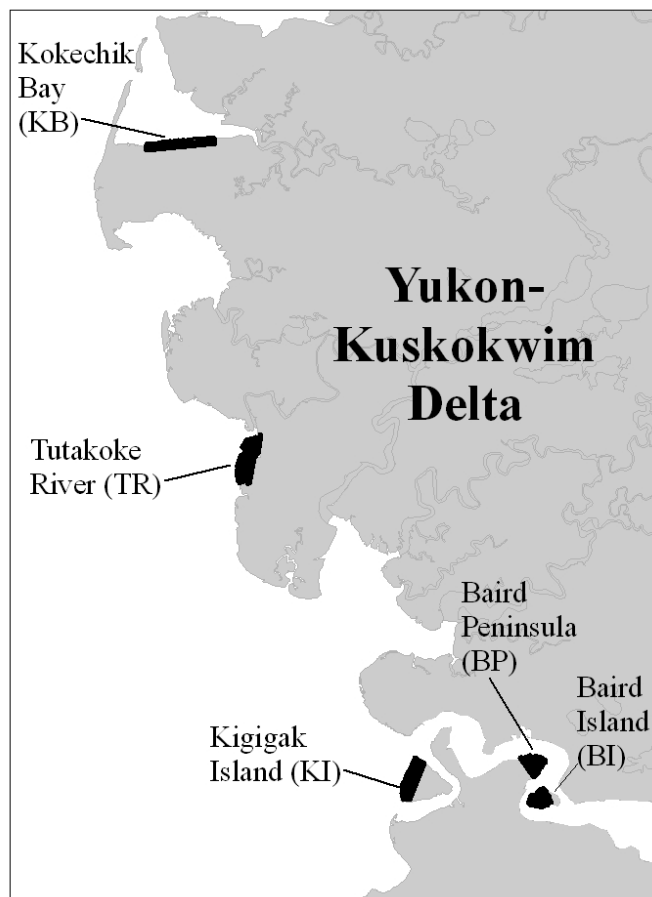 Kokechik
Bay
(KB)
Yukon-
Kuskokwim
Delta
Tutakoke
River (TR)
Baird
Peninsula
(BP)
Baird
Island
(BI)
Kigigak
Island (KI)